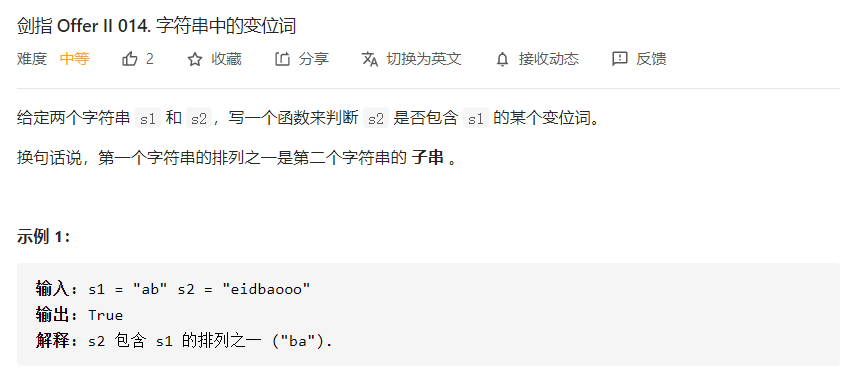 剑指 Offer II 014. 字符串中的变位词
难度 中等 2 收藏 分享 切换为英文 接收动态 反馈
给定两个字符串 s1 和 s2，写一个函数来判断 s2 是否包含 s1 的某个变位词。
换句话说，第一个字符串的排列之一是第二个字符串的 子串 。
示例 1：
输入：s1 = "ab" s2 = "eidbaooo"
输出：True
解释：s2 包含 s1 的排列之一 ("ba").